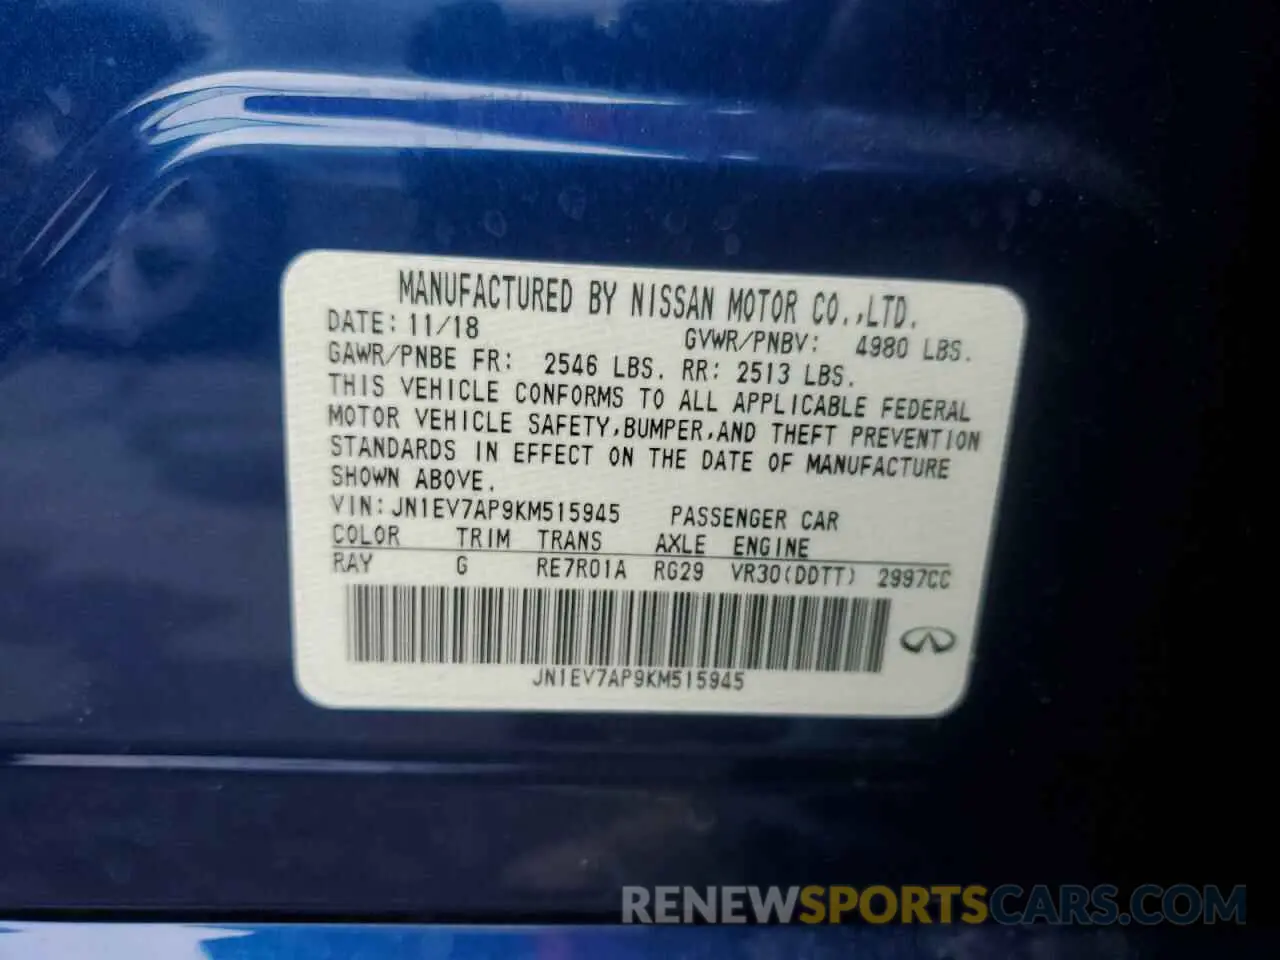 MANUFACTURED BY NISSAN MOTOR CO.,LTD.
DATE: 11/18 GVWR/PNBV: 4980 LBS.
GAWR/PNBE FR: 2546 LBS. RR: 2513 LBS.
THIS VEHICLE CONFORMS TO ALL APPLICABLE FEDERAL
MOTOR VEHICLE SAFETY,BUMPER,AND THEFT PREVENTION
STANDARDS IN EFFECT ON THE DATE OF MANUFACTURE
SHOWN ABOVE.
VIN: JN1EV7AP9KM515945 PASSENGER CAR
COLOR TRIM TRANS AXLE ENGINE
RAY G RE7R01A RG29 VR30(DDTT) 2997CC
JN1EV7AP9KM515945
RENEWSPORTSCARS.COM